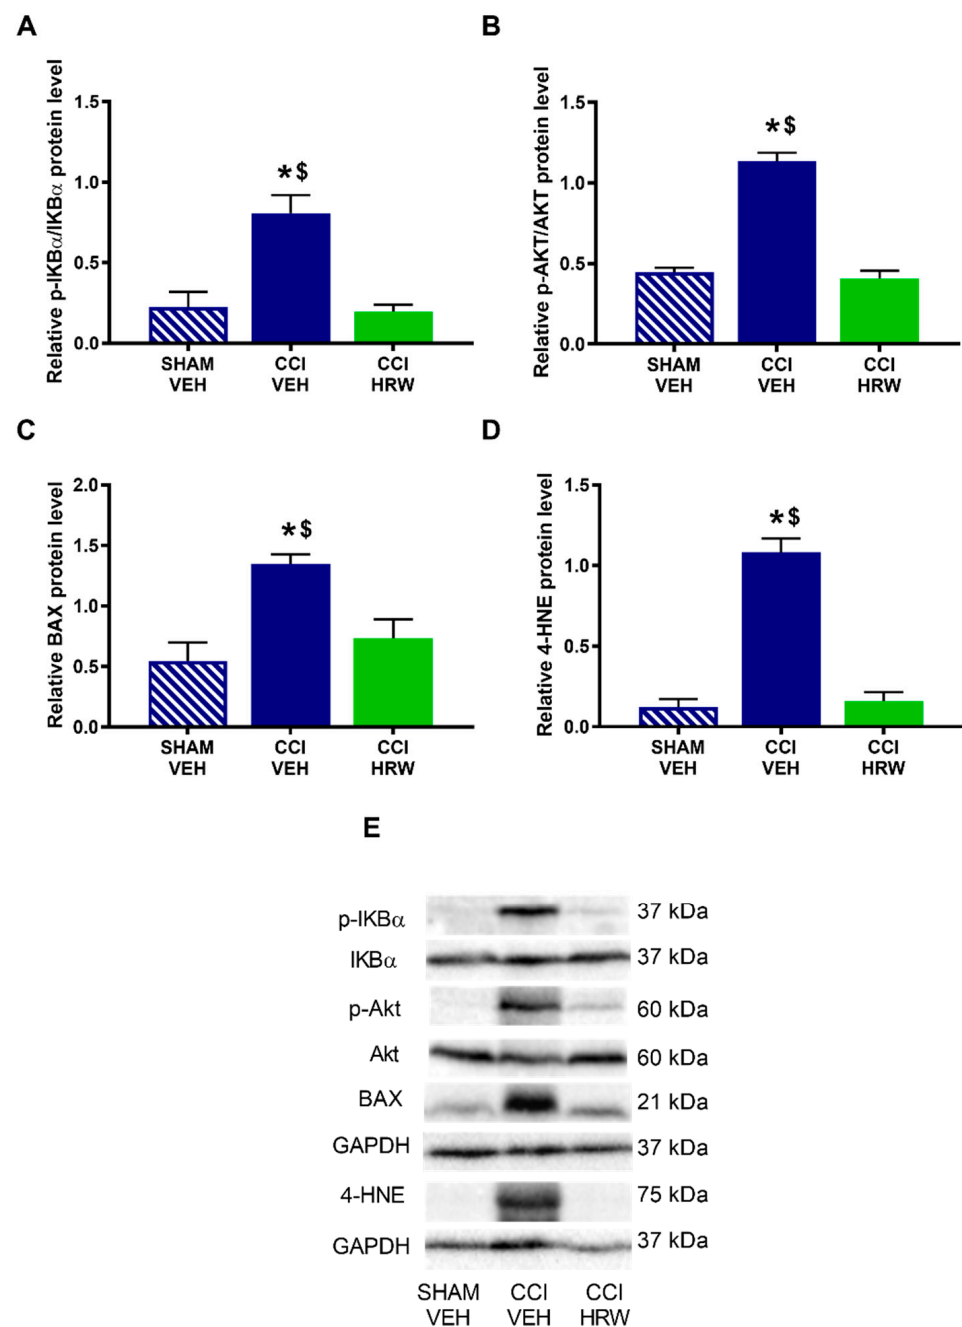 A
Relative p-IKBα/IKBα protein level
1.5
1.0
0.5
0.0
*$
SHAM
VEH
CCI
VEH
CCI
HRW
B
Relative p-AKT/AKT protein level
1.5
1.0
0.5
0.0
*$
SHAM
VEH
CCI
VEH
CCI
HRW
C
Relative BAX protein level
2.0
1.5
1.0
0.5
0.0
*$
SHAM
VEH
CCI
VEH
CCI
HRW
D
Relative 4-HNE protein level
1.5
1.0
0.5
0.0
*$
SHAM
VEH
CCI
VEH
CCI
HRW
E
p-IKBα 37 kDa
IKBα 37 kDa
p-Akt 60 kDa
Akt 60 kDa
BAX 21 kDa
GAPDH 37 kDa
4-HNE 75 kDa
GAPDH 37 kDa
SHAM CCI CCI
VEH VEH HRW